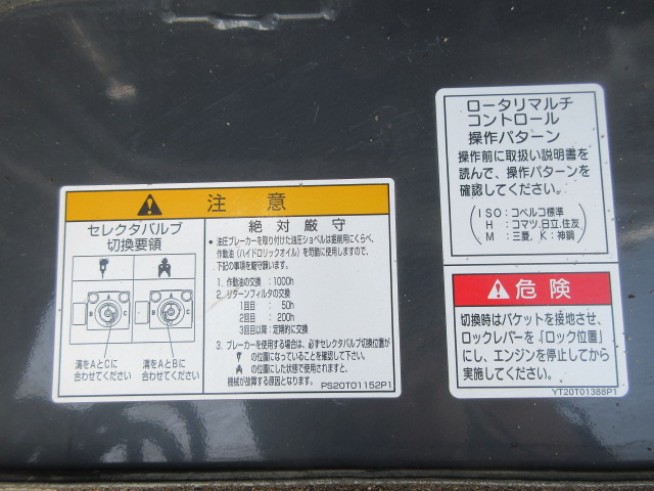 注意
セレクタバルブ
切換要領
B
C
溝をAとCに
合わせてください
溝をAとBに
合わせてください
絶対厳守
• 油圧ブレーカーを取り付けた油圧ショベルは掘削用にくらべ、
作動油(ハイドロリックオイル)を苛酷に使用しますので、
下記の事項を厳守願います。
1. 作動油の交換 :1000h
2. リターンフィルタの交換
1回目 : 50h
2回目 : 200h
3回目以降:定期的に交換
3. ブレーカーを使用する場合は、必ずセレクタバルブ切換位置が
の位置になっていることを確認して下さい。
の位置にした状態で使用されますと、
機械が故障する原因となります。
PS20T01152P1
ロータリマルチ
コントロール
操作パターン
操作前に取扱い説明書を
読んで、操作パターンを
確認してください。
(ISO:コベルコ標準
H :コマツ,日立,住友
M :三菱, K:神鋼)
危険
切換時はバケットを接地させ、
ロックレバーを『ロック位置』
にし、エンジンを停止してから
実施してください。
YT20T01388P1